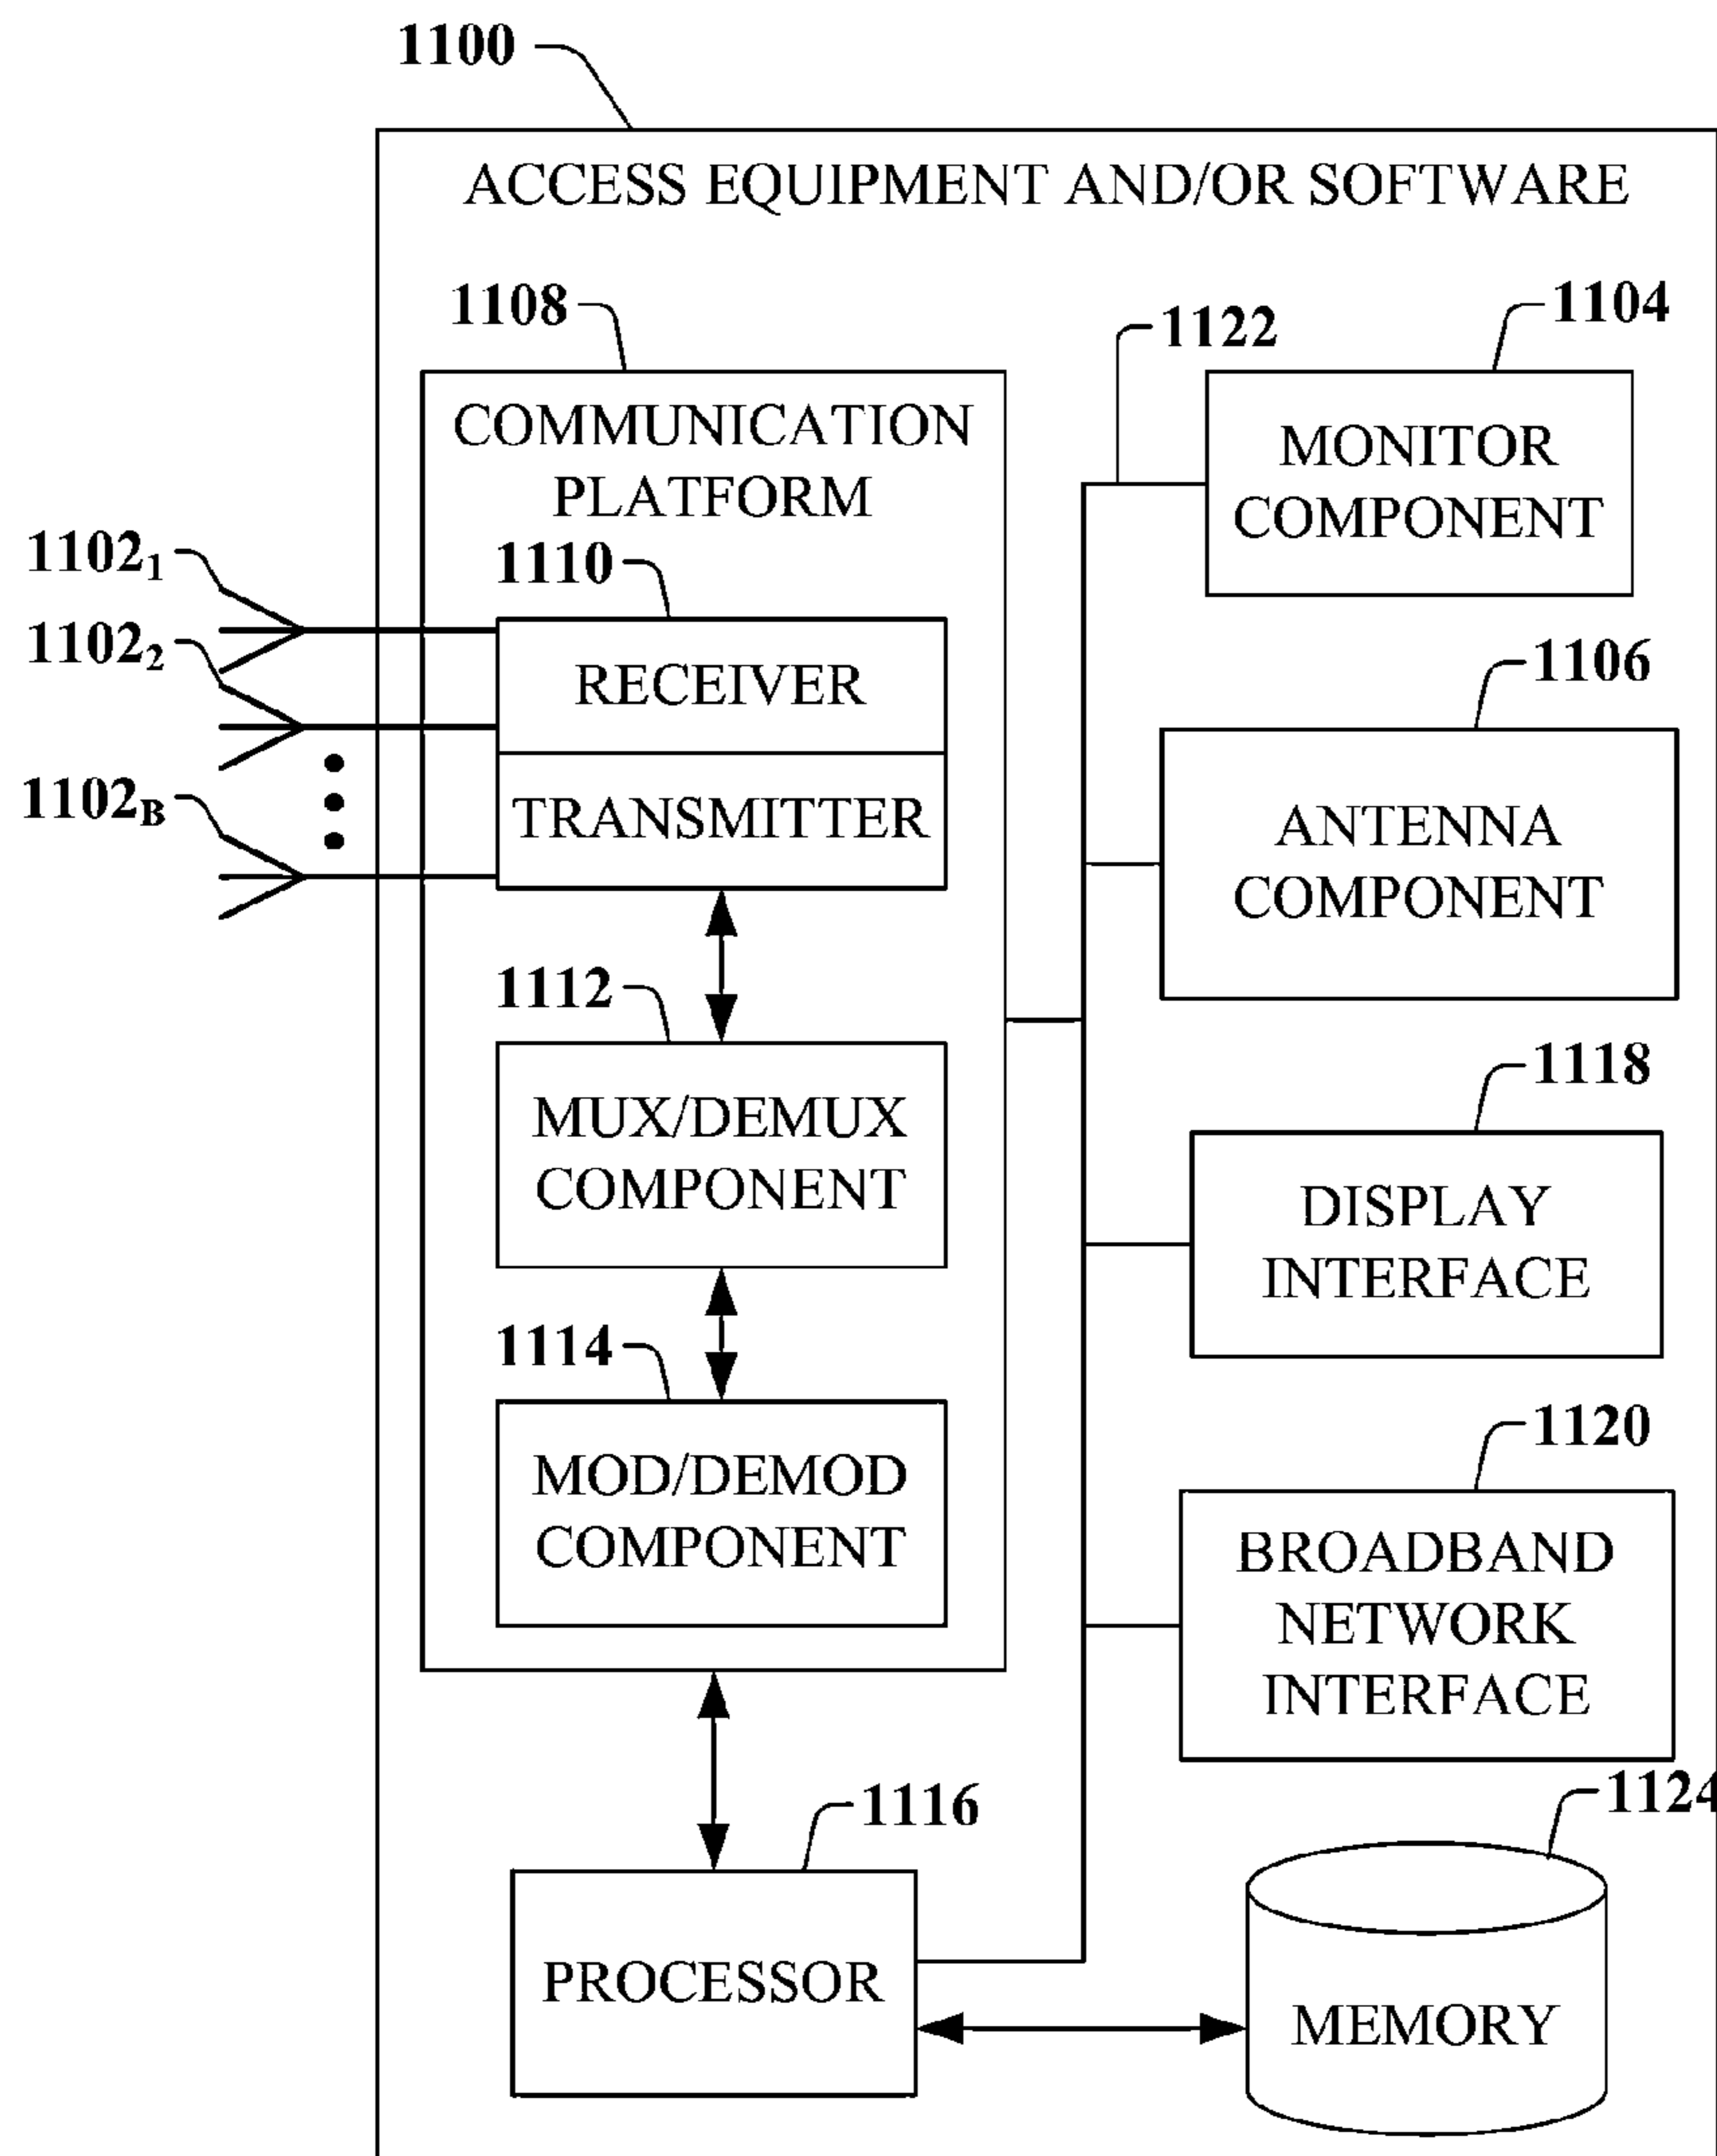 1100
ACCESS EQUIPMENT AND/OR SOFTWARE
1108
1122
1104
COMMUNICATION
PLATFORM
MONITOR
COMPONENT
1102₁
1110
1102₂
RECEIVER
1106
1102_B
TRANSMITTER
ANTENNA
COMPONENT
1112
1118
MUX/DEMUX
COMPONENT
DISPLAY
INTERFACE
1114
1120
MOD/DEMOD
COMPONENT
BROADBAND
NETWORK
INTERFACE
1116
1124
PROCESSOR
MEMORY